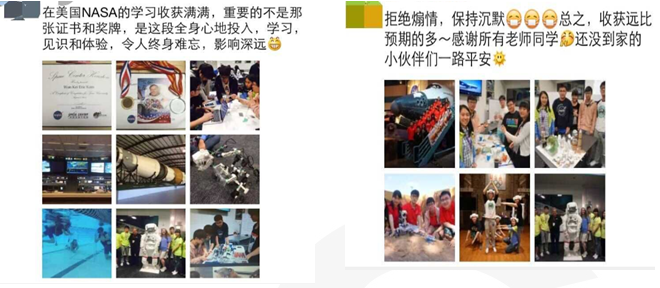 在美国NASA的学习收获满满，重要的不是那
张证书和奖牌，是这段全身心地投入，学习，
见识和体验，令人终身难忘，影响深远😁
Space Center Houston
NASA
拒绝煽情，保持沉默😷😷😷总之，收获远比
预期的多～感谢所有老师同学🥳还没到家的
小伙伴们一路平安🌞